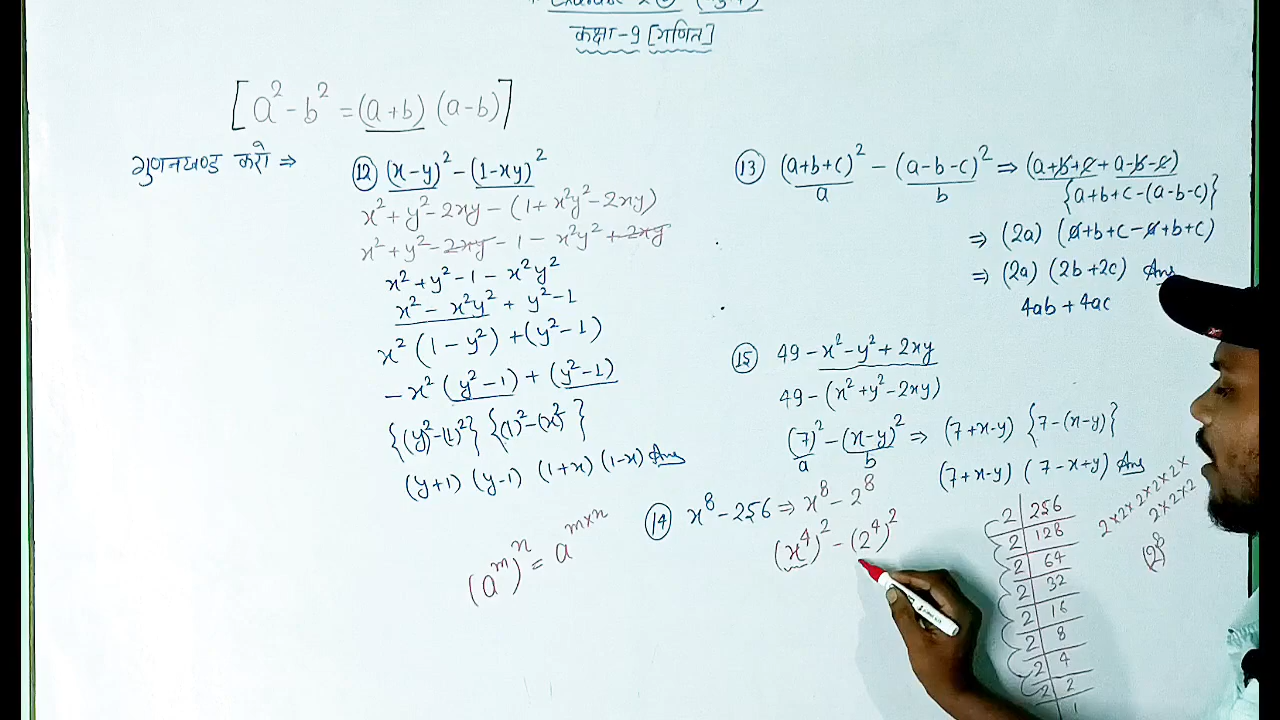 कक्षा-9 [गणित]
[a² - b² = (a+b) (a-b)]
गुणनखण्ड करो ⇒
⑫ (x-y)² - (1-xy)²
x² + y² - 2xy - (1 + x²y² - 2xy)
x² + y² - 2xy - 1 - x²y² + 2xy
x² + y² - 1 - x²y²
x² - x²y² + y² - 1
x² (1 - y²) + (y² - 1)
- x² (y² - 1) + (y² - 1)
{(y)² - (1)²} {(1)² - (x)²}
(y+1) (y-1) (1+x) (1-x) Ans
⑬ (a+b+c)² - (a-b-c)² ⇒ (a+b+c + a-b-c)
a b
{a+b+c - (a-b-c)}
⇒ (2a) (a+b+c - a+b+c)
⇒ (2a) (2b + 2c) Ans
4ab + 4ac
⑮ 49 - x² - y² + 2xy
49 - (x² + y² - 2xy)
(7)² - (x-y)² ⇒ (7+x-y) {7-(x-y)}
a b
(7+x-y) (7-x+y) Ans
⑭ x⁸ - 256 ⇒ x⁸ - 2⁸
(x⁴)² - (2⁴)²
(aᵐ)ⁿ = aᵐˣⁿ
2 | 256
2 | 128
2 | 64
2 | 32
2 | 16
2 | 8
2 | 4
2 | 2
1
2×2×2×2×2×
2×2×2
(2)⁸